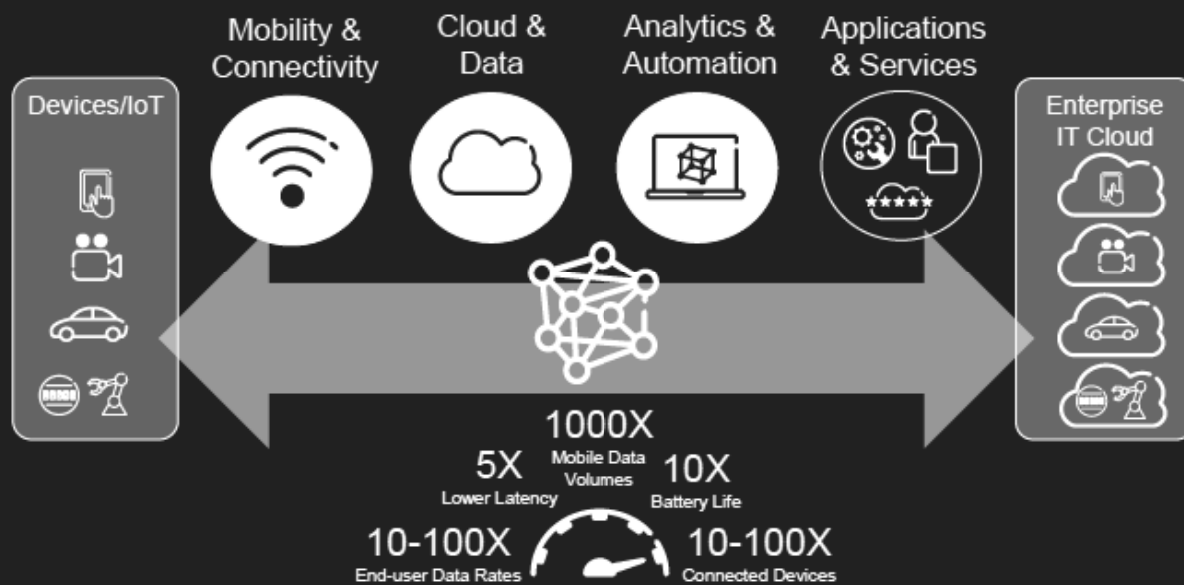 Mobility &
Connectivity
Cloud &
Data
Analytics &
Automation
Applications
& Services
Devices/IoT
Enterprise
IT Cloud
1000X
Mobile Data
Volumes
5X
Lower Latency
10X
Battery Life
10-100X
End-user Data Rates
10-100X
Connected Devices